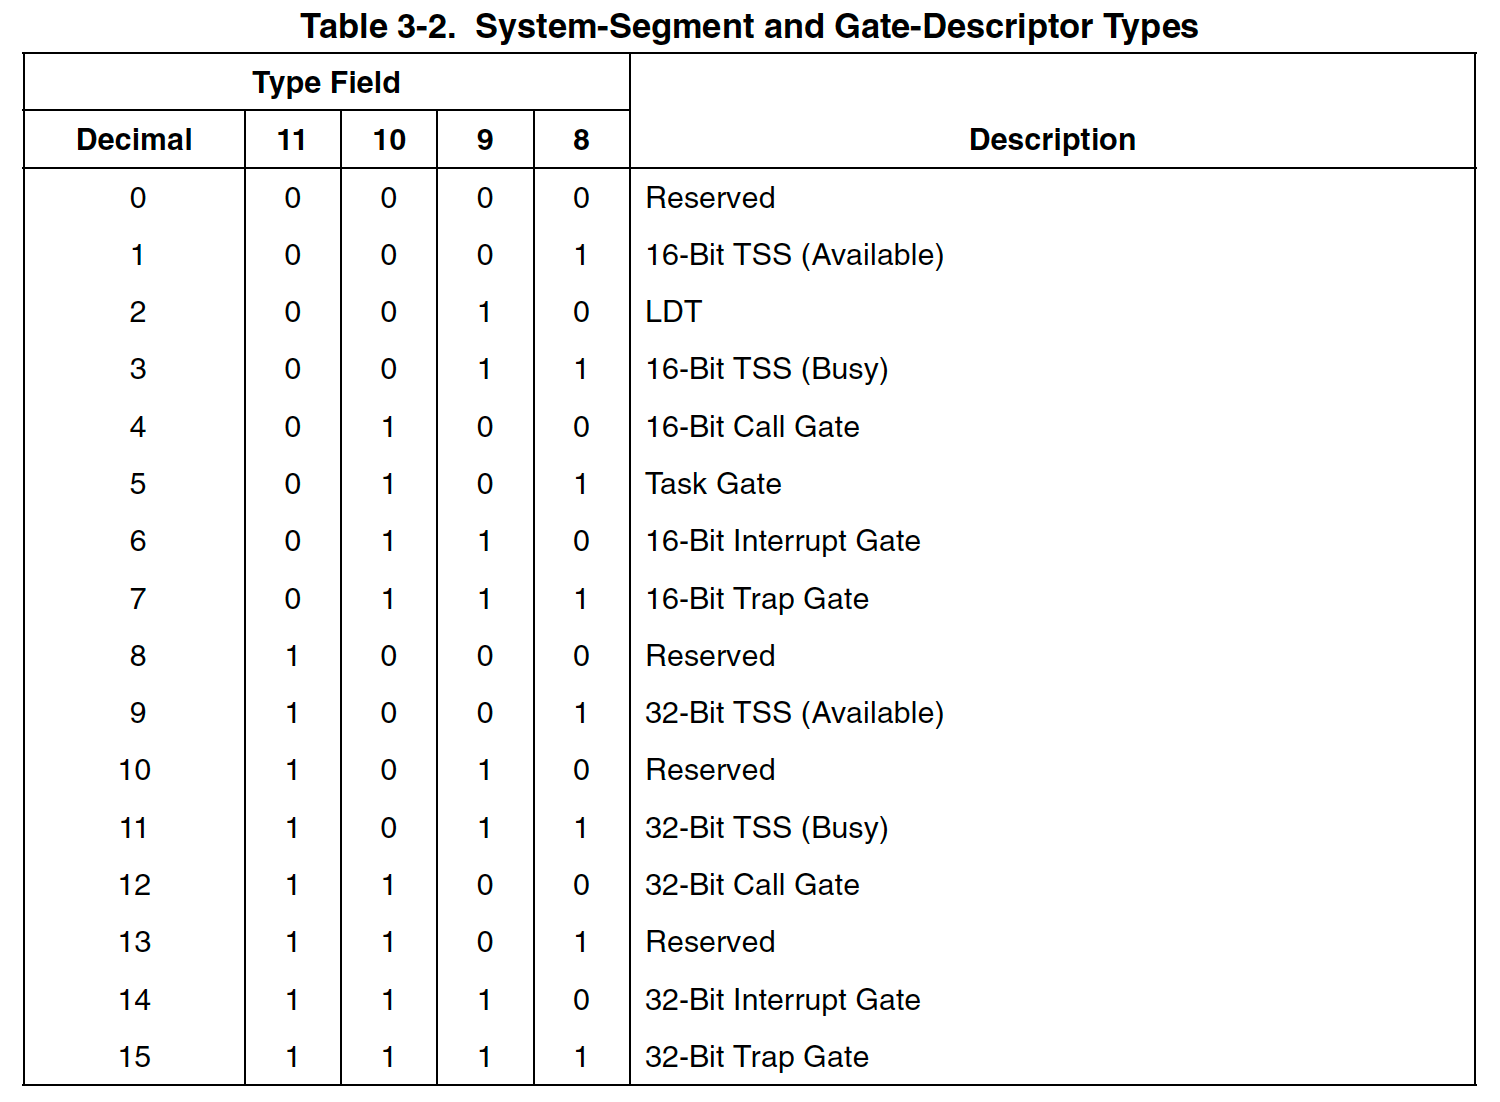 Table 3-2. System-Segment and Gate-Descriptor Types
Type Field
Decimal 11 10 9 8 Description
0 0 0 0 0 Reserved
1 0 0 0 1 16-Bit TSS (Available)
2 0 0 1 0 LDT
3 0 0 1 1 16-Bit TSS (Busy)
4 0 1 0 0 16-Bit Call Gate
5 0 1 0 1 Task Gate
6 0 1 1 0 16-Bit Interrupt Gate
7 0 1 1 1 16-Bit Trap Gate
8 1 0 0 0 Reserved
9 1 0 0 1 32-Bit TSS (Available)
10 1 0 1 0 Reserved
11 1 0 1 1 32-Bit TSS (Busy)
12 1 1 0 0 32-Bit Call Gate
13 1 1 0 1 Reserved
14 1 1 1 0 32-Bit Interrupt Gate
15 1 1 1 1 32-Bit Trap Gate